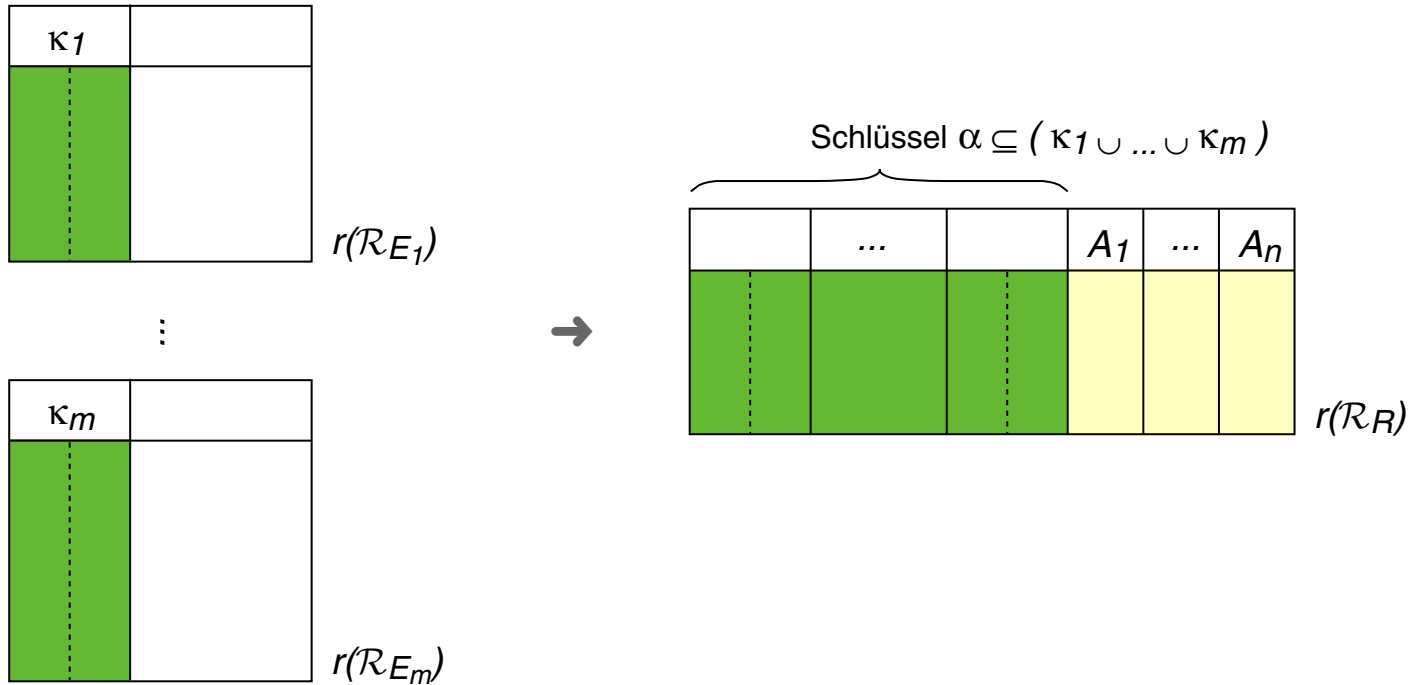 κ1
r(ℛE1)
⋮
κm
r(ℛEm)
➔
Schlüssel α ⊆ ( κ1 ∪ ... ∪ κm )
... A1 ... An
r(ℛR)